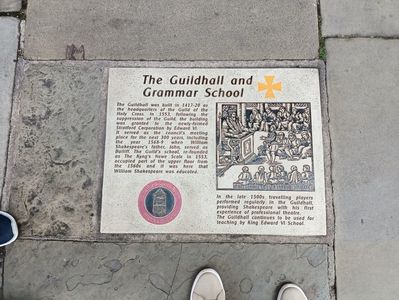 The Guildhall and
Grammar School
The Guildhall was built in 1417-20 as
the headquarters of the Guild of the
Holy Cross. In 1553, following the
suppression of the Guild, the building
was granted to the newly-formed
Stratford Corporation by Edward VI.
It served as the council's meeting
place for the next 300 years, including
the year 1568-9 when William
Shakespeare's father, John, served as
Bailiff. The Guild's school, re-founded
as The Kyng's Newe Scole in 1553,
occupied part of the upper floor from
the 1560s and it was here that
William Shakespeare was educated.
In the late 1500s travelling players
performed regularly in the Guildhall,
providing Shakespeare with his first
experience of professional theatre.
The Guildhall continues to be used for
teaching by King Edward VI School.